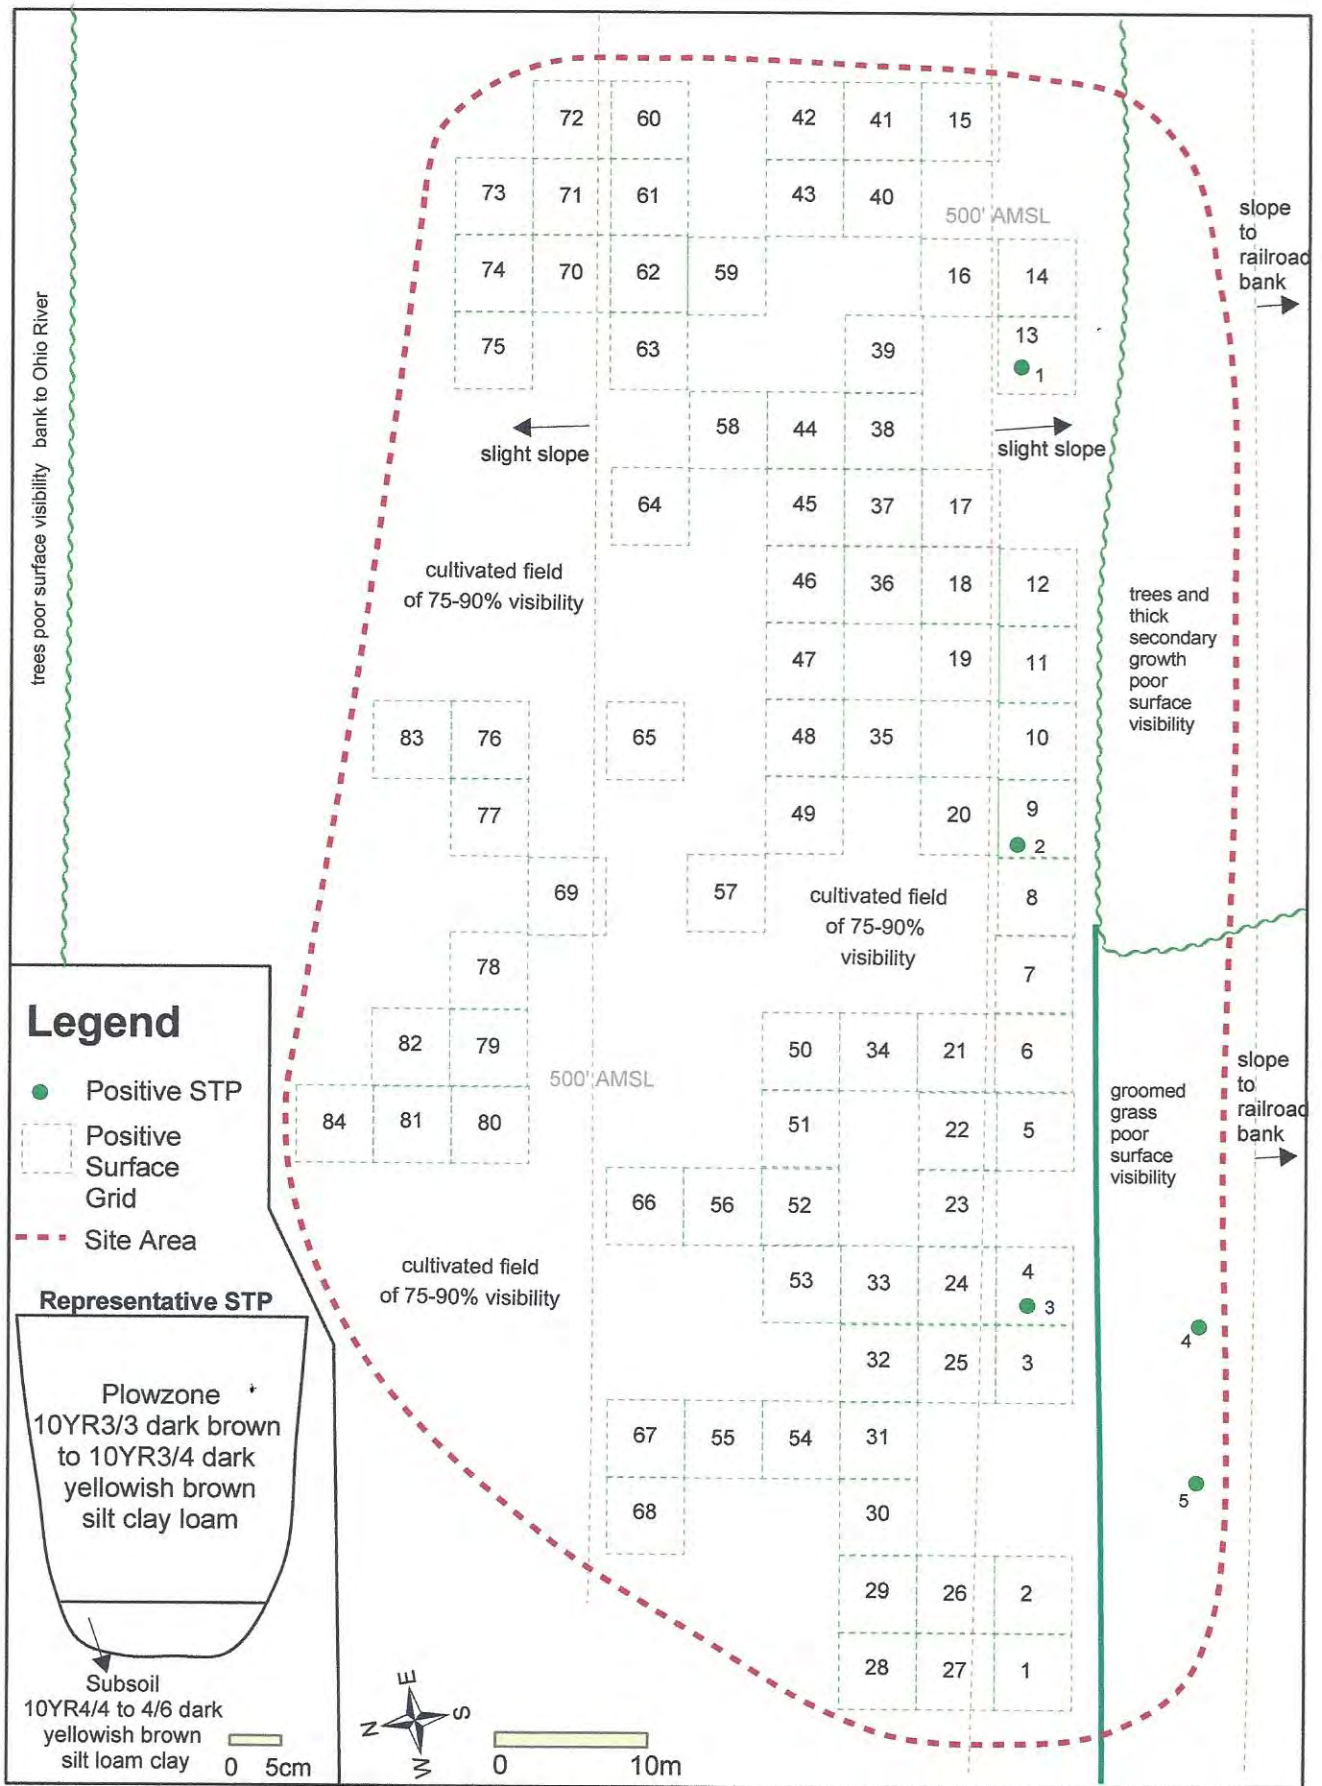 72 60 42 41 15
73 71 61 43 40
500' AMSL
slope
to
railroad
bank
74 70 62 59 16 14
75 63 39 13
1
58 44 38
slight slope
slight slope
trees poor surface visibility bank to Ohio River
64 45 37 17
cultivated field
of 75-90% visibility
46 36 18 12
trees and
thick
secondary
growth
poor
surface
visibility
47 19 11
83 76 65 48 35 10
77 49 20 9
2
69 57 8
cultivated field
of 75-90%
visibility
78 7
82 79 50 34 21 6
500' AMSL
slope
to
railroad
bank
groomed
grass
poor
surface
visibility
84 81 80 51 22 5
66 56 52 23
cultivated field
of 75-90% visibility
53 33 24 4
3
4
32 25 3
67 55 54 31
5
68 30
29 26 2
28 27 1
Legend
Positive STP
Positive
Surface
Grid
Site Area
Representative STP
Plowzone
10YR3/3 dark brown
to 10YR3/4 dark
yellowish brown
silt clay loam
Subsoil
10YR4/4 to 4/6 dark
yellowish brown
silt loam clay
0 5cm
N E S W
0 10m